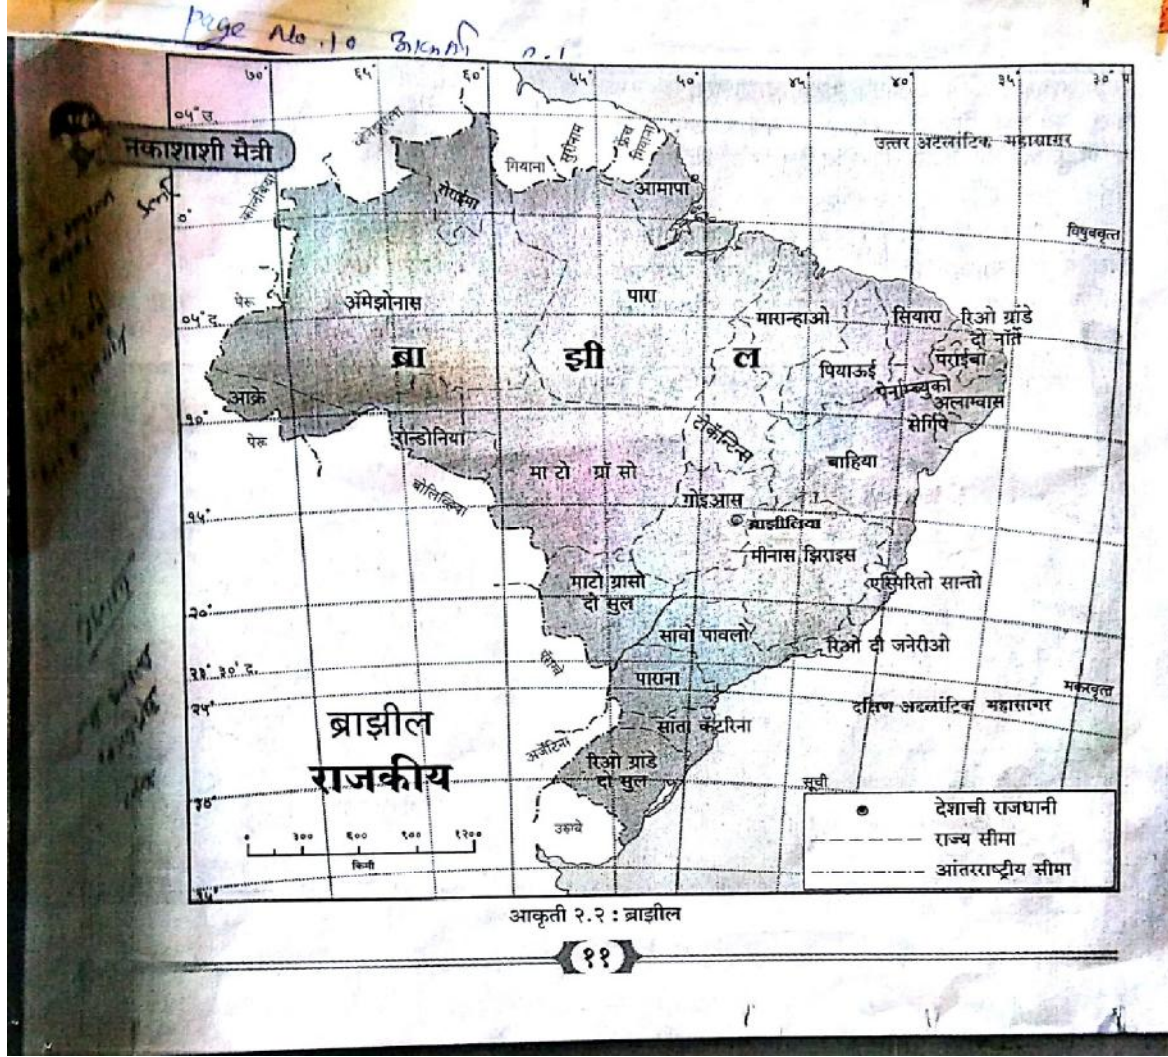 page No. 10
७०° ६५° ६०° ५५° ५०° ४५° ४०° ३५° ३०° प
०५° उ.
नकाशाशी मैत्री
उत्तर अटलांटिक महासागर
गियाना
सुरीनाम
फ्रेंच गियाना
आमापा
रोराईमा
कोलंबिया
०°
विषुववृत्त
पेरू
ॲमेझोनास
पारा
मारान्हाओ
सियारा
रिओ ग्रांडे
दो नॉर्ते
०५° द.
ब्रा झी ल
पाराईबा
पियाऊई
पेर्नाम्ब्युको
अलाग्वास
आक्रे
१०°
सेर्गिपे
पेरू
रोन्डोनिया
टोकँटिन्स
बाहिया
मा टो ग्रॉ सो
बोलिव्हिया
गोइआस
१५°
ब्राझीलिया
मीनास झिराइस
माटो ग्रासो
दो सुल
एस्पिरितो सान्तो
२०°
सावो पावलो
रिओ दी जनेरीओ
२३° ३०' द.
पाराना
मकरवृत्त
२५°
दक्षिण अटलांटिक महासागर
सांता कॅटरिना
ब्राझील
राजकीय
अर्जेंटिना
रिओ ग्रांडे
दो सुल
सूची
३०°
देशाची राजधानी
उरुग्वे
राज्य सीमा
० ३०० ६०० ९०० १२००
किमी
आंतरराष्ट्रीय सीमा
३५°
आकृती २.२ : ब्राझील
११